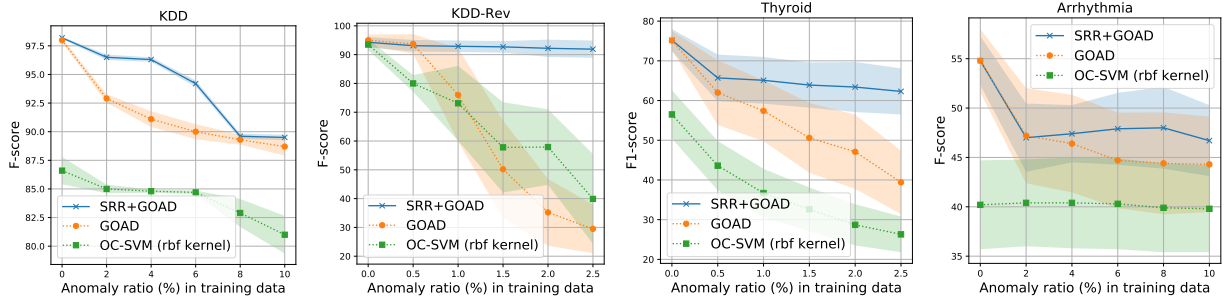 KDD
F-score
97.5
95.0
92.5
90.0
87.5
85.0
82.5
80.0
SRR+GOAD
GOAD
OC-SVM (rbf kernel)
0 2 4 6 8 10
Anomaly ratio (%) in training data
KDD-Rev
F-score
100
90
80
70
60
50
40
30
20
SRR+GOAD
GOAD
OC-SVM (rbf kernel)
0.0 0.5 1.0 1.5 2.0 2.5
Anomaly ratio (%) in training data
Thyroid
F1-score
80
70
60
50
40
30
20
SRR+GOAD
GOAD
OC-SVM (rbf kernel)
0.0 0.5 1.0 1.5 2.0 2.5
Anomaly ratio (%) in training data
Arrhythmia
F-score
55
50
45
40
35
SRR+GOAD
GOAD
OC-SVM (rbf kernel)
0 2 4 6 8 10
Anomaly ratio (%) in training data